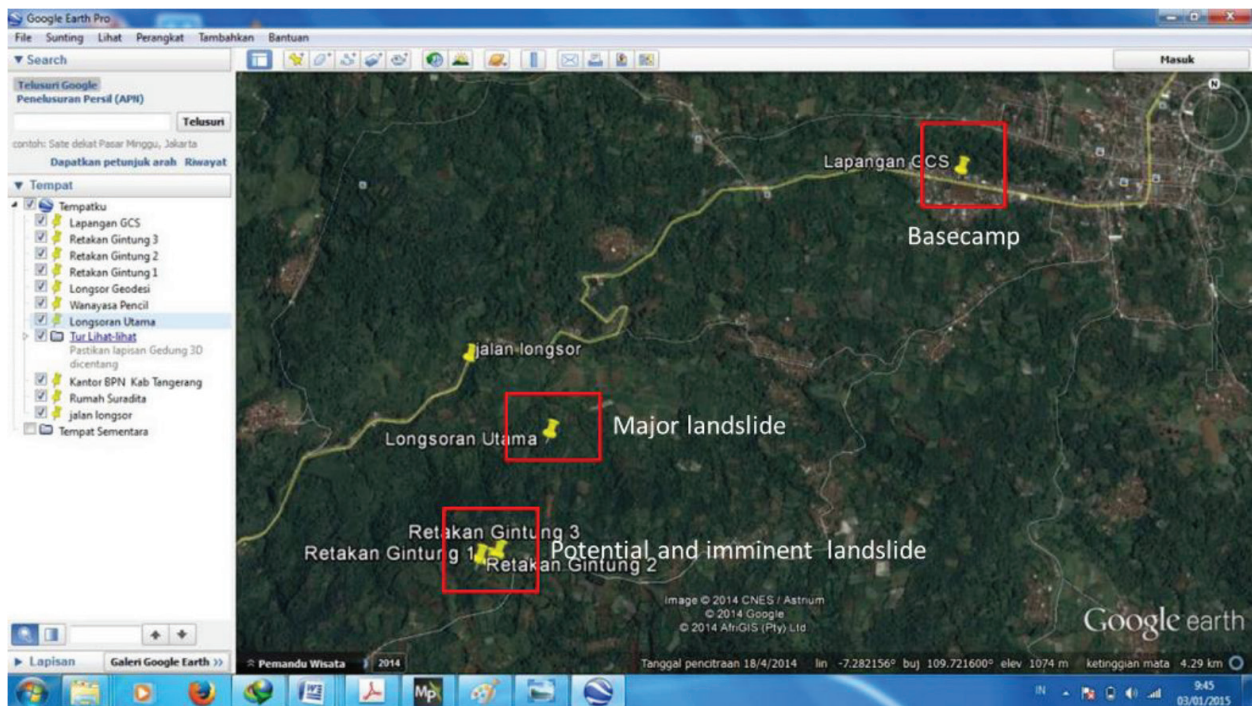 Google Earth Pro
File Sunting Lihat Perangkat Tambahkan Bantuan
▼ Search
Telusuri Google
Penelusuran Persil (APN)
Telusuri
contoh: Sate dekat Pasar Minggu, Jakarta
Dapatkan petunjuk arah Riwayat
▼ Tempat
Tempatku
Lapangan GCS
Retakan Gintung 3
Retakan Gintung 2
Retakan Gintung 1
Longsor Geodesi
Wanayasa Pencil
Longsoran Utama
Tur Lihat-lihat
Pastikan lapisan Gedung 3D
dicentang
Kantor BPN Kab Tangerang
Rumah Suradita
jalan longsor
Tempat Sementara
Lapisan
Galeri Google Earth >>
Masuk
N
Lapangan GCS
Basecamp
jalan longsor
Longsoran Utama
Major landslide
Retakan Gintung 3
Retakan Gintung 1
Potential and imminent landslide
Retakan Gintung 2
Image © 2014 CNES / Astrium
© 2014 Google
© 2014 AfriGIS (Pty) Ltd
Google earth
Pemandu Wisata 2014
Tanggal pencitraan 18/4/2014 lin -7.282156° buj 109.721600° elev 1074 m ketinggian mata 4.29 km
Mp
IN
9:45
03/01/2015